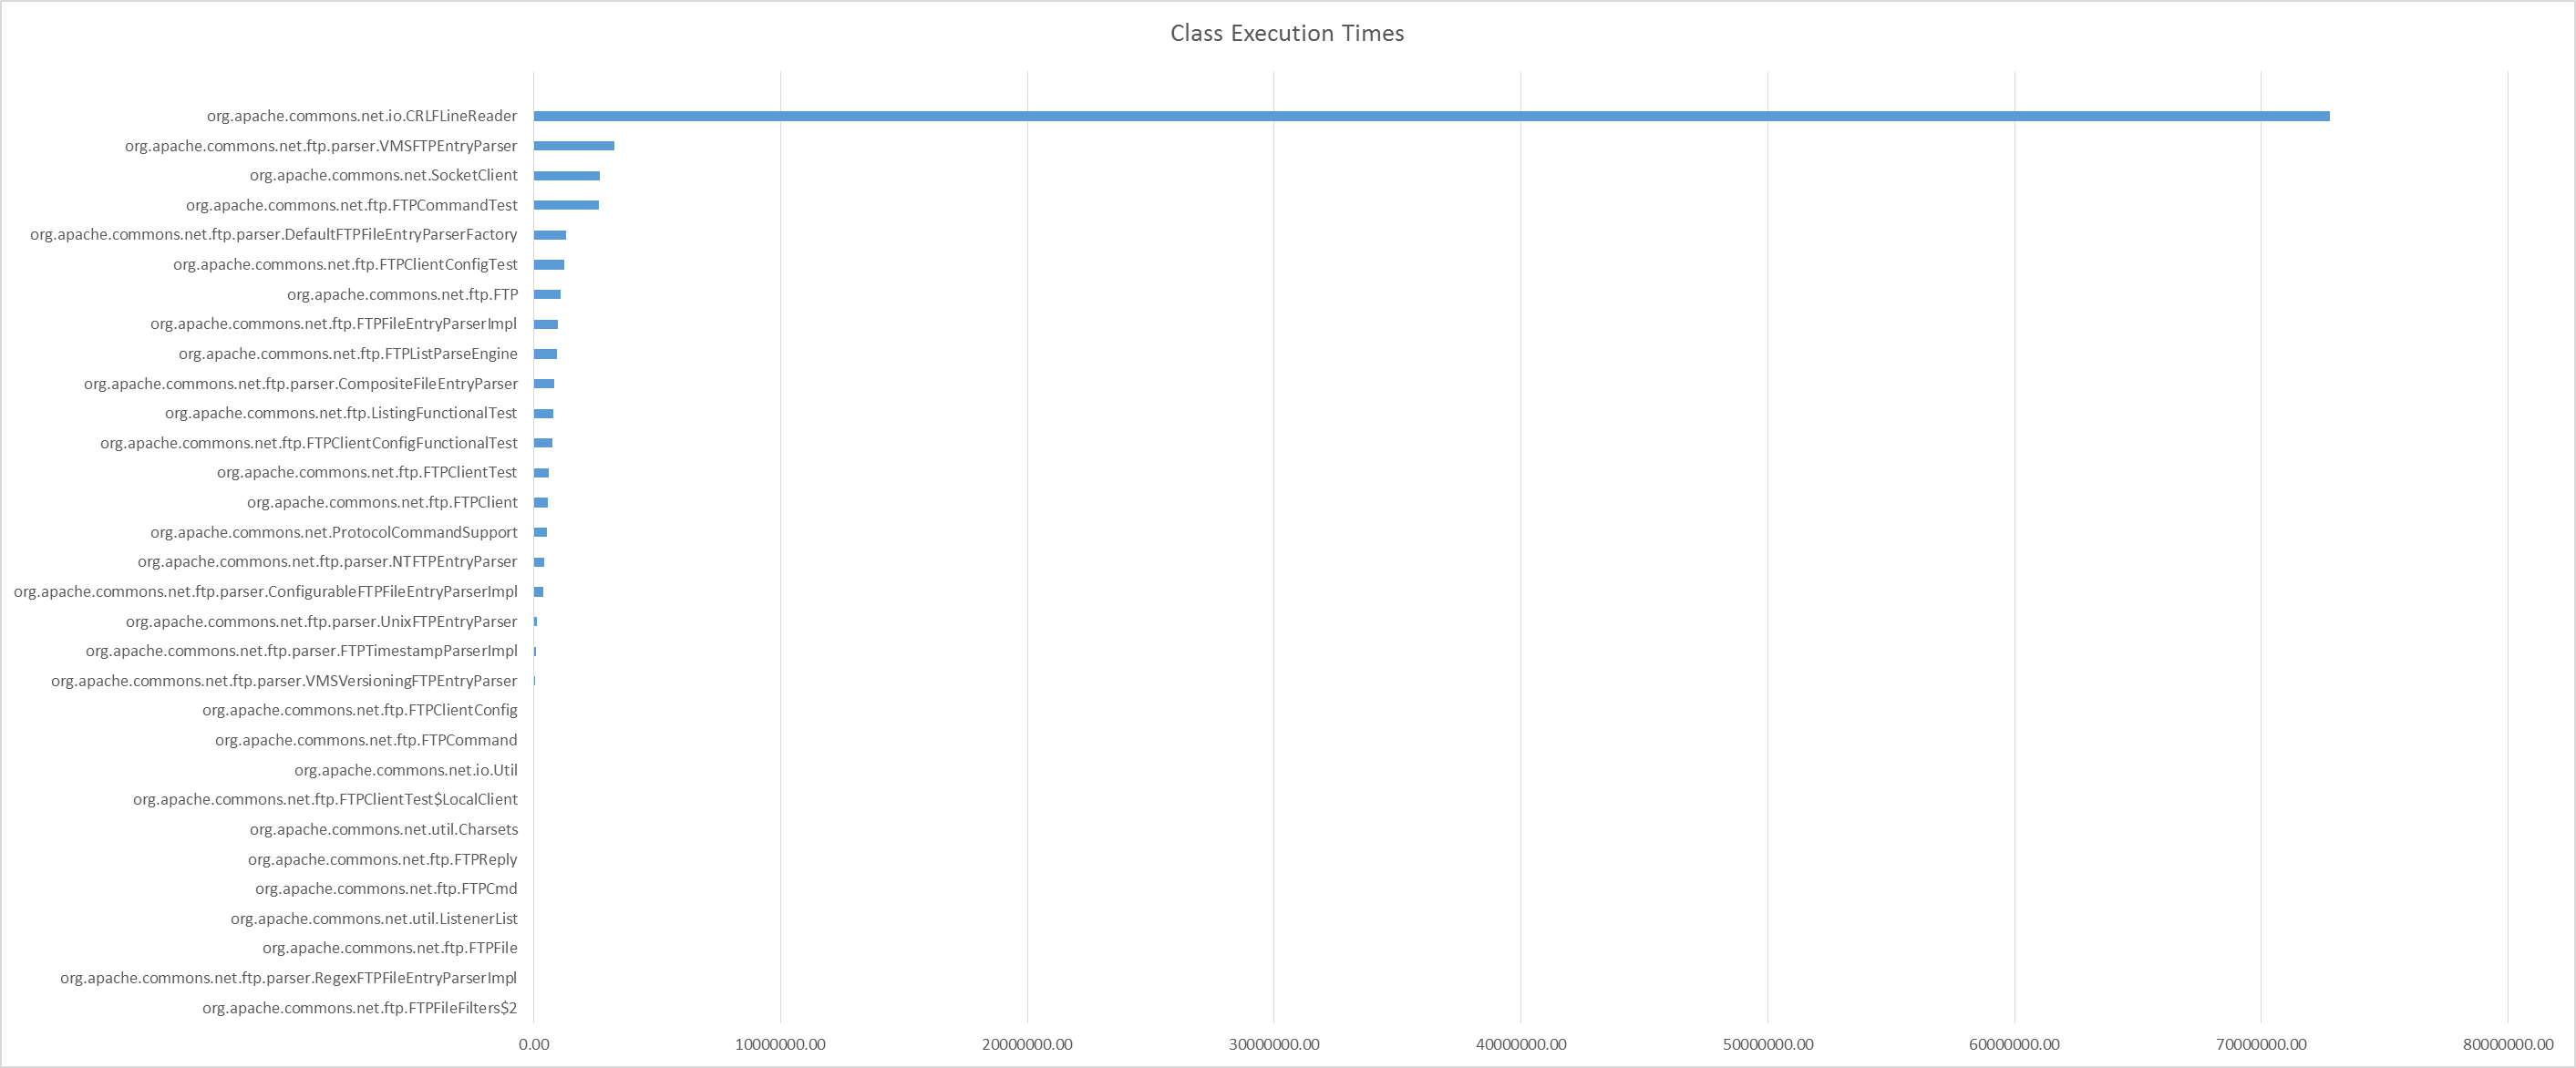 Class Execution Times
org.apache.commons.net.io.CRLFLineReader
org.apache.commons.net.ftp.parser.VMSFTPEntryParser
org.apache.commons.net.SocketClient
org.apache.commons.net.ftp.FTPCommandTest
org.apache.commons.net.ftp.parser.DefaultFTPFileEntryParserFactory
org.apache.commons.net.ftp.FTPClientConfigTest
org.apache.commons.net.ftp.FTP
org.apache.commons.net.ftp.FTPFileEntryParserImpl
org.apache.commons.net.ftp.FTPListParseEngine
org.apache.commons.net.ftp.parser.CompositeFileEntryParser
org.apache.commons.net.ftp.ListingFunctionalTest
org.apache.commons.net.ftp.FTPClientConfigFunctionalTest
org.apache.commons.net.ftp.FTPClientTest
org.apache.commons.net.ftp.FTPClient
org.apache.commons.net.ProtocolCommandSupport
org.apache.commons.net.ftp.parser.NTFTPEntryParser
org.apache.commons.net.ftp.parser.ConfigurableFTPFileEntryParserImpl
org.apache.commons.net.ftp.parser.UnixFTPEntryParser
org.apache.commons.net.ftp.parser.FTPTimestampParserImpl
org.apache.commons.net.ftp.parser.VMSVersioningFTPEntryParser
org.apache.commons.net.ftp.FTPClientConfig
org.apache.commons.net.ftp.FTPCommand
org.apache.commons.net.io.Util
org.apache.commons.net.ftp.FTPClientTest$LocalClient
org.apache.commons.net.util.Charsets
org.apache.commons.net.ftp.FTPReply
org.apache.commons.net.ftp.FTPCmd
org.apache.commons.net.util.ListenerList
org.apache.commons.net.ftp.FTPFile
org.apache.commons.net.ftp.parser.RegexFTPFileEntryParserImpl
org.apache.commons.net.ftp.FTPFileFilters$2
0.00 10000000.00 20000000.00 30000000.00 40000000.00 50000000.00 60000000.00 70000000.00 80000000.00